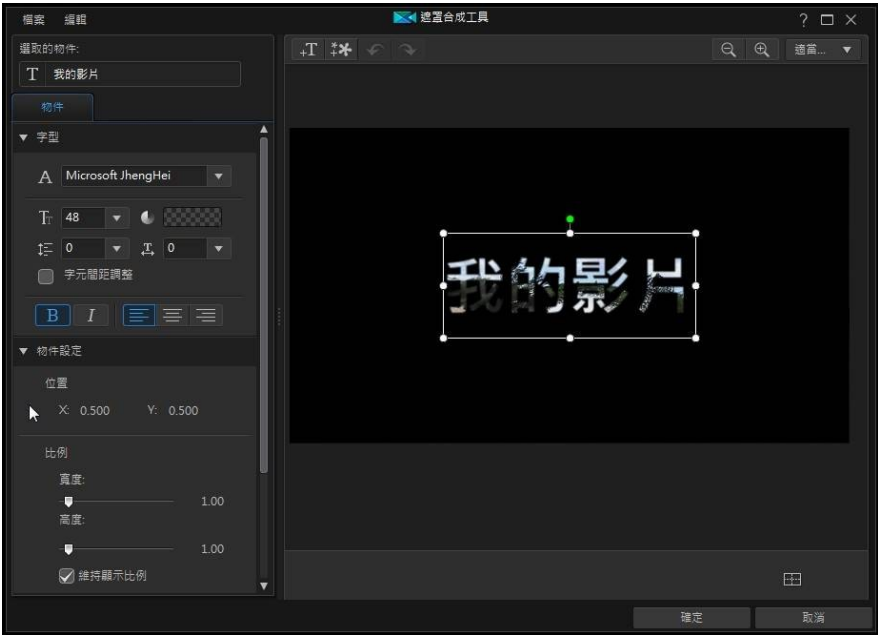 遮罩合成工具
檔案 編輯
選取的物件:
T 我的影片
物件
字型
A Microsoft JhengHei
48
0 0
字元間距調整
B I
物件設定
位置
X: 0.500 Y: 0.500
比例
寬度:
1.00
高度:
1.00
維持顯示比例
+T
適當...
我的影片
確定 取消